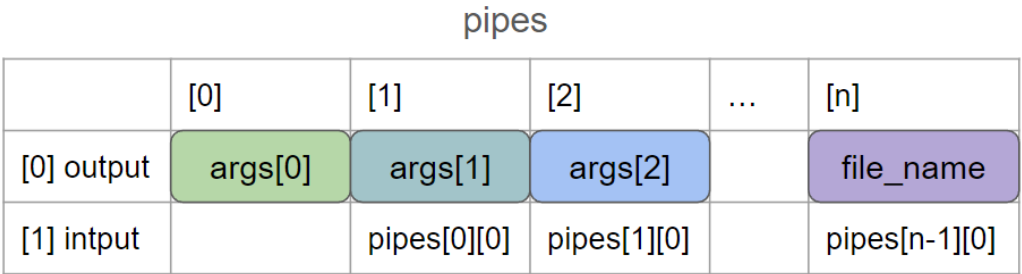 pipes
[0] [1] [2] … [n]
[0] output args[0] args[1] args[2] file_name
[1] intput pipes[0][0] pipes[1][0] pipes[n-1][0]